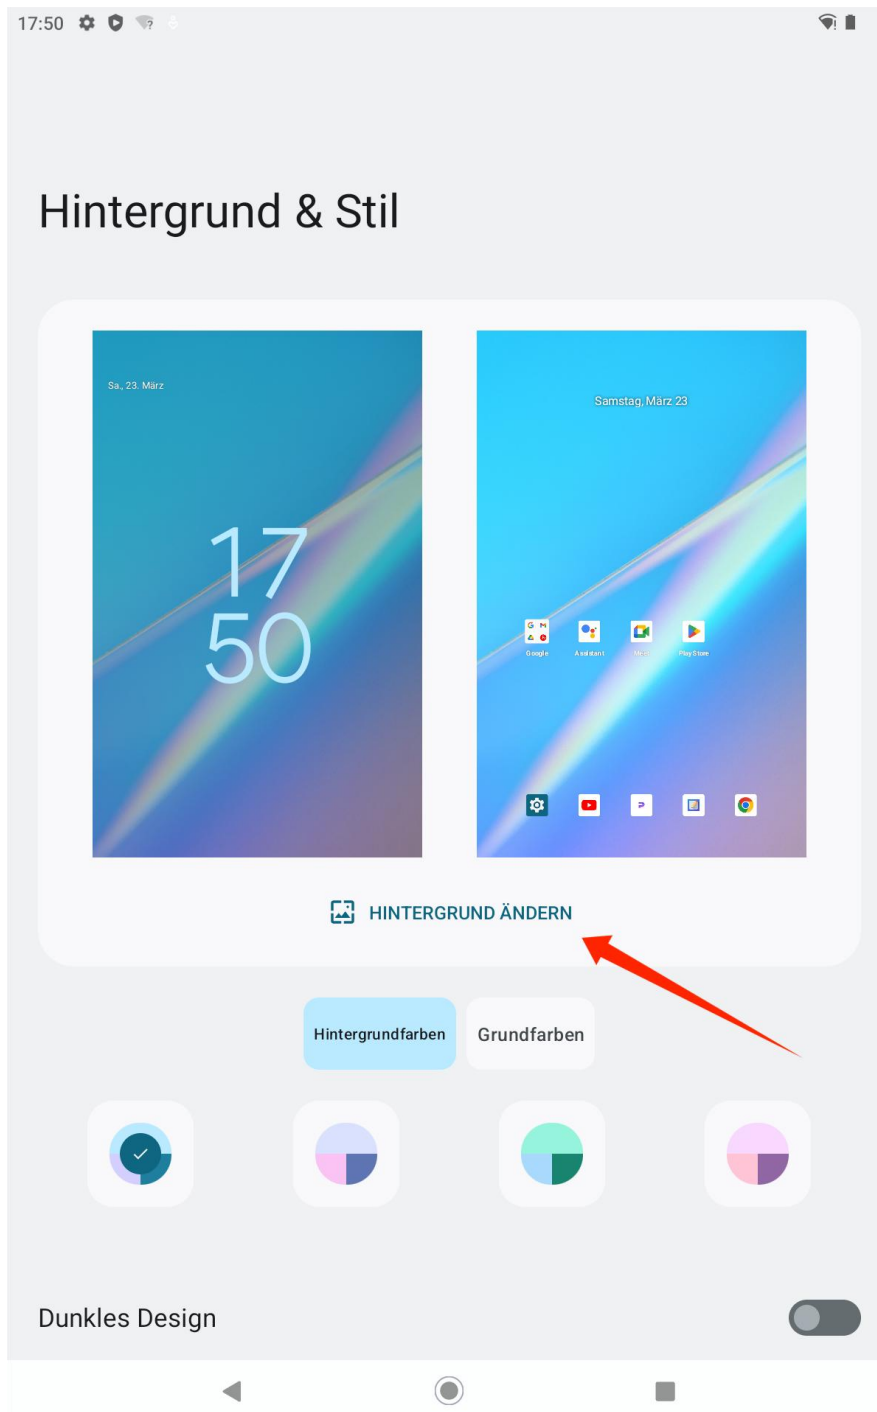 17:50
Hintergrund & Stil
Sa., 23. März
17
50
Samstag, März 23
Google
Assistant
Meet
Play Store
HINTERGRUND ÄNDERN
Hintergrundfarben
Grundfarben
Dunkles Design